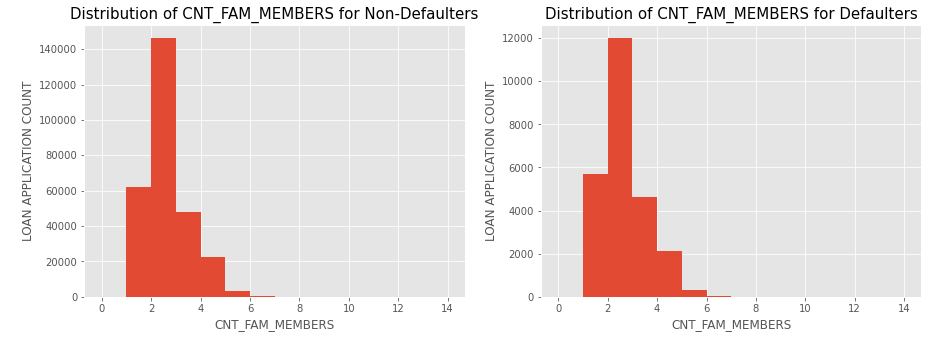 Distribution of CNT_FAM_MEMBERS for Non-Defaulters
LOAN APPLICATION COUNT
140000
120000
100000
80000
60000
40000
20000
0
0 2 4 6 8 10 12 14
CNT_FAM_MEMBERS
Distribution of CNT_FAM_MEMBERS for Defaulters
LOAN APPLICATION COUNT
12000
10000
8000
6000
4000
2000
0
0 2 4 6 8 10 12 14
CNT_FAM_MEMBERS